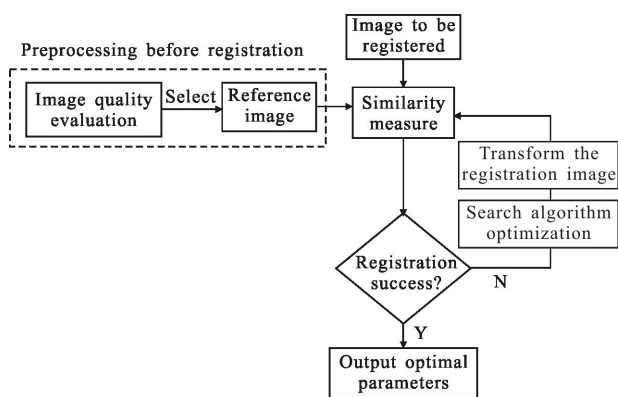 Preprocessing before registration
Image quality
evaluation
Select
Reference
image
Image to be
registered
Similarity
measure
Transform the
registration image
Search algorithm
optimization
Registration
success?
N
Y
Output optimal
parameters